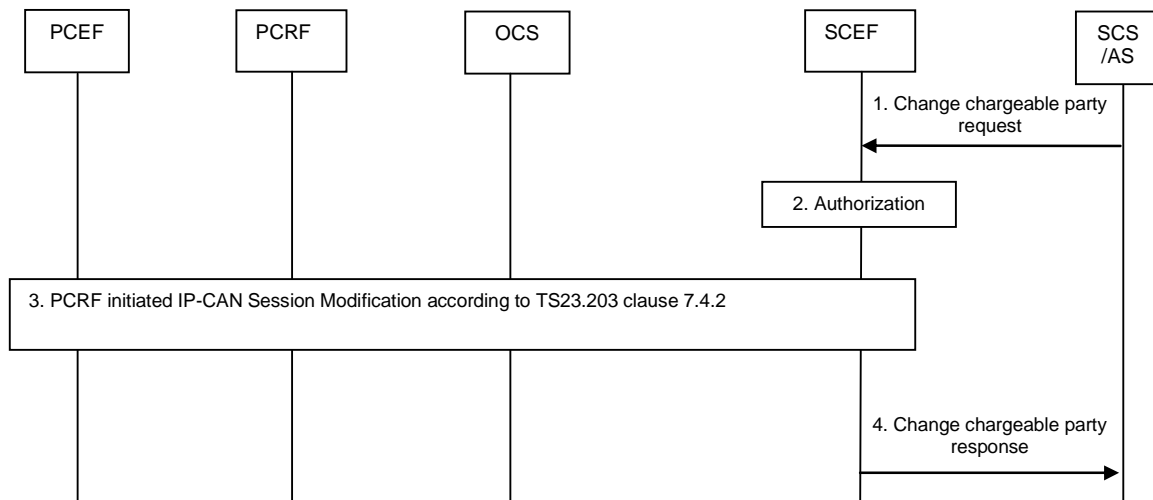 PCEF
PCRF
OCS
SCEF
SCS
/AS
1. Change chargeable party
request
2. Authorization
3. PCRF initiated IP-CAN Session Modification according to TS23.203 clause 7.4.2
4. Change chargeable party
response